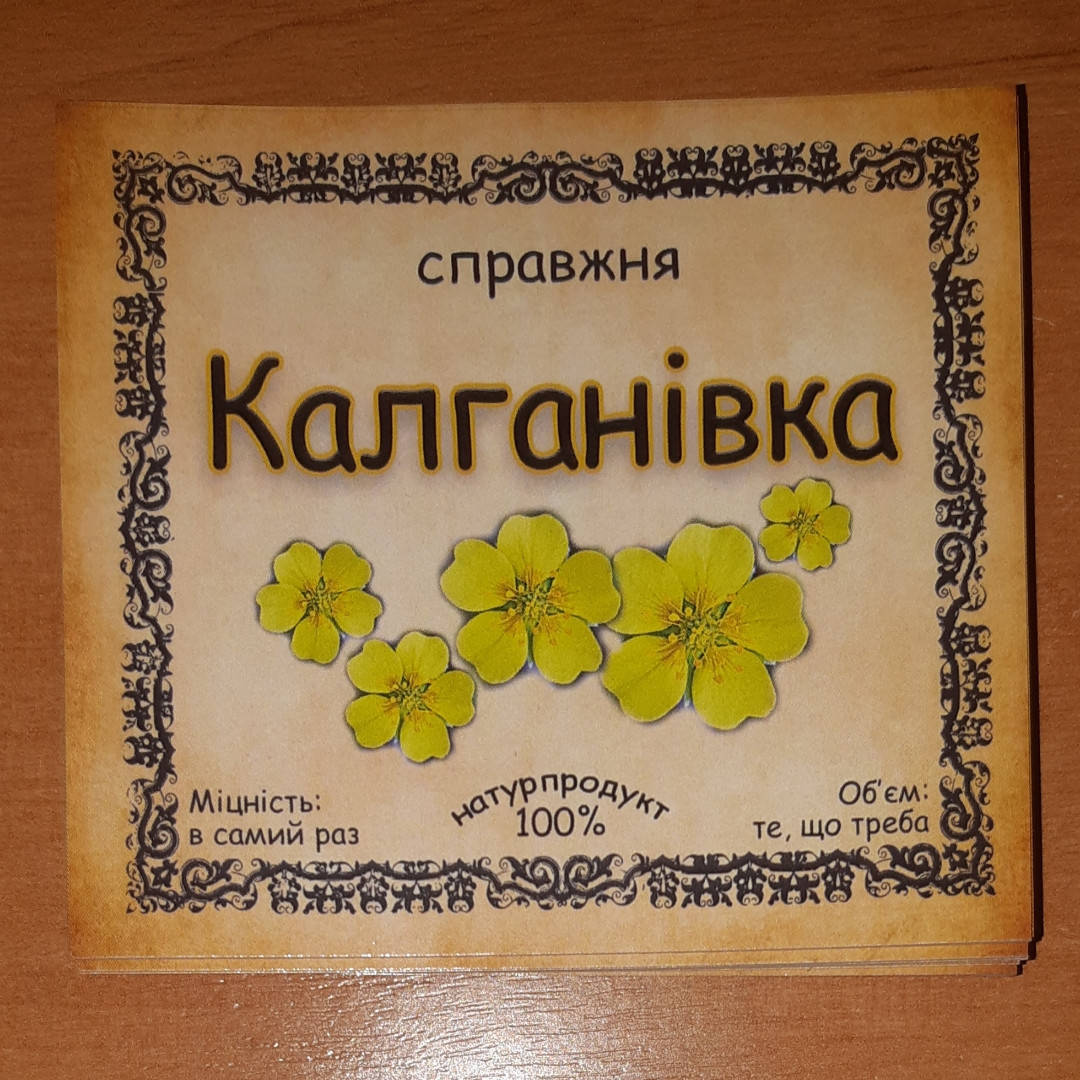 справжня
Калганівка
Міцність:
в самий раз
натурпродукт
100%
Об'єм:
те, що треба